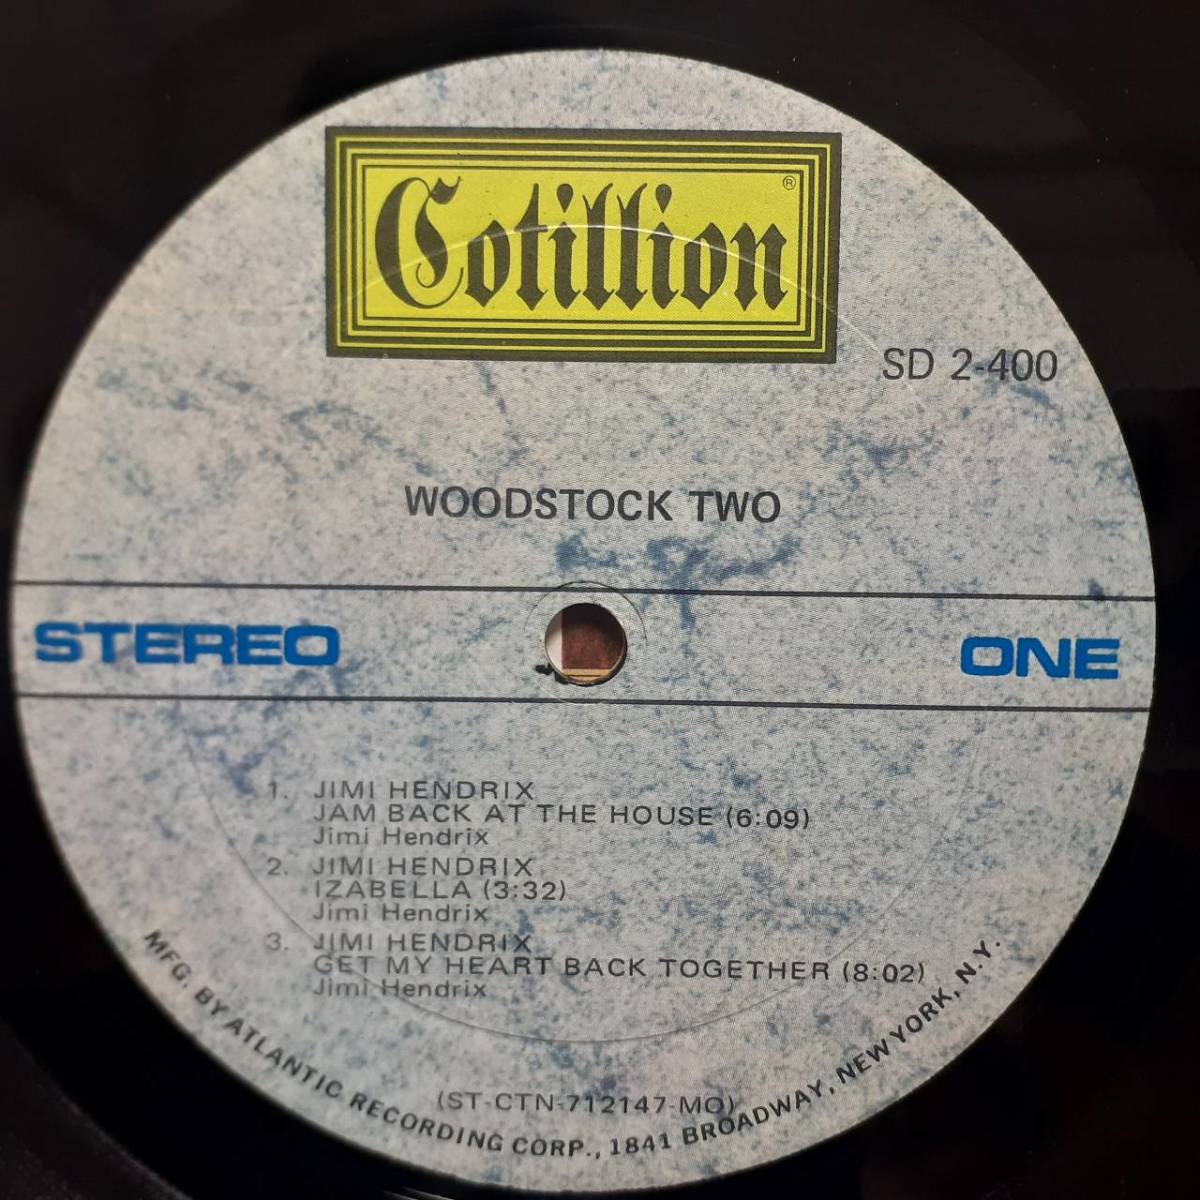 Cotillion ®
SD 2-400
WOODSTOCK TWO
STEREO
ONE
1. JIMI HENDRIX
JAM BACK AT THE HOUSE (6:09)
Jimi Hendrix
2. JIMI HENDRIX
IZABELLA (3:32)
Jimi Hendrix
3. JIMI HENDRIX
GET MY HEART BACK TOGETHER (8:02)
Jimi Hendrix
(ST-CTN-712147-MO)
MFG. BY ATLANTIC RECORDING CORP., 1841 BROADWAY, NEW YORK, N.Y.